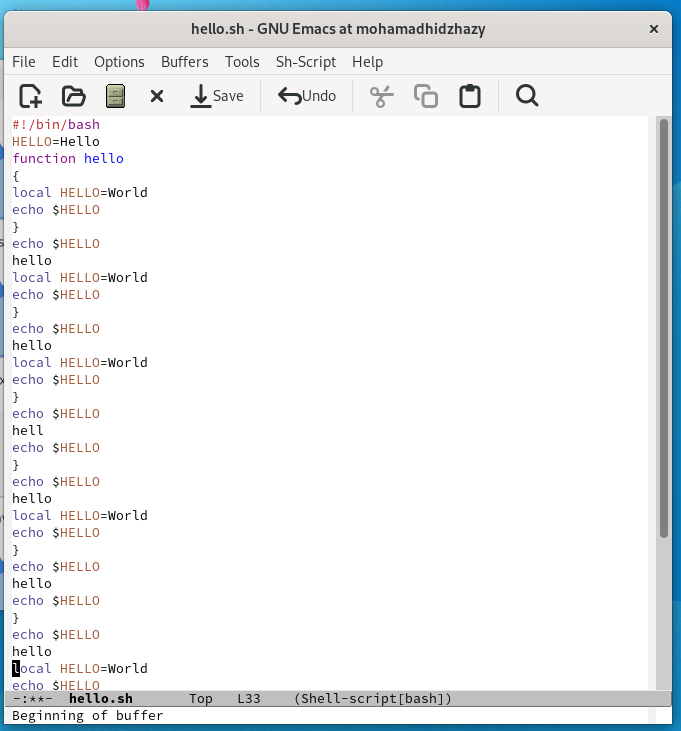 hello.sh - GNU Emacs at mohamadhidzhazy
File Edit Options Buffers Tools Sh-Script Help
Save Undo
#!/bin/bash
HELLO=Hello
function hello
{
local HELLO=World
echo $HELLO
}
echo $HELLO
hello
local HELLO=World
echo $HELLO
}
echo $HELLO
hello
local HELLO=World
echo $HELLO
}
echo $HELLO
hell
echo $HELLO
}
echo $HELLO
hello
local HELLO=World
echo $HELLO
}
echo $HELLO
hello
echo $HELLO
}
echo $HELLO
hello
local HELLO=World
echo $HELLO
-:**- hello.sh Top L33 (Shell-script[bash])
Beginning of buffer